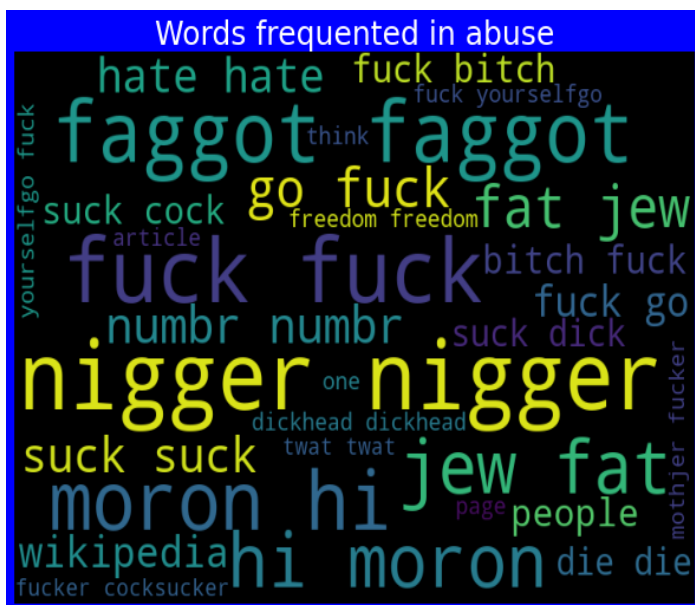 Words frequented in abuse
hate hate
fuck bitch
fuck yourselfgo
faggot faggot
think
yourselfgo fuck
go fuck
suck cock
freedom freedom
fat jew
article
fuck fuck
bitch fuck
fuck go
numbr numbr
suck dick
nigger nigger
one
mothjer fucker
dickhead dickhead
suck suck
twat twat
jew fat
moron hi
page
people
wikipedia
hi moron
die die
fucker cocksucker